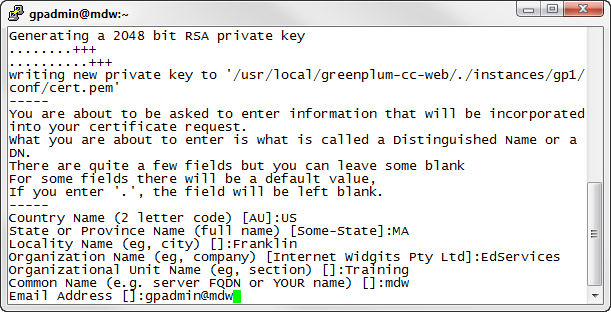 gpadmin@mdw:~
Generating a 2048 bit RSA private key
........+++
..........+++
writing new private key to '/usr/local/greenplum-cc-web/./instances/gp1/
conf/cert.pem'
-----
You are about to be asked to enter information that will be incorporated
into your certificate request.
What you are about to enter is what is called a Distinguished Name or a
DN.
There are quite a few fields but you can leave some blank
For some fields there will be a default value,
If you enter '.', the field will be left blank.
-----
Country Name (2 letter code) [AU]:US
State or Province Name (full name) [Some-State]:MA
Locality Name (eg, city) []:Franklin
Organization Name (eg, company) [Internet Widgits Pty Ltd]:EdServices
Organizational Unit Name (eg, section) []:Training
Common Name (e.g. server FQDN or YOUR name) []:mdw
Email Address []:gpadmin@mdw